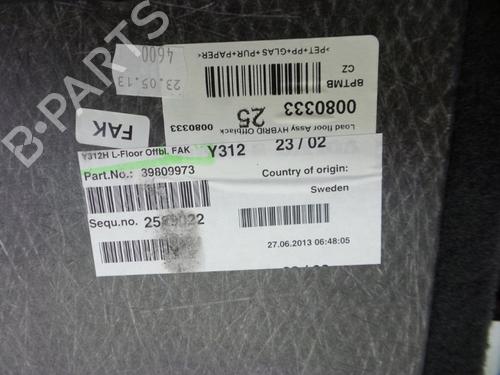 B-PARTS
4600
23.05.13
FAK
>PET+PP+GLAS+PUR+PAPER<
BPTMB
CZ
0080333
25
Load floor Assy HYBRID Offblack 0080333
Y312H L-Floor Offbl. FAK Y312 23 / 02
Part.No.: 39809973
Country of origin:
Sweden
Sequ.no.
27.06.2013 06:48:05